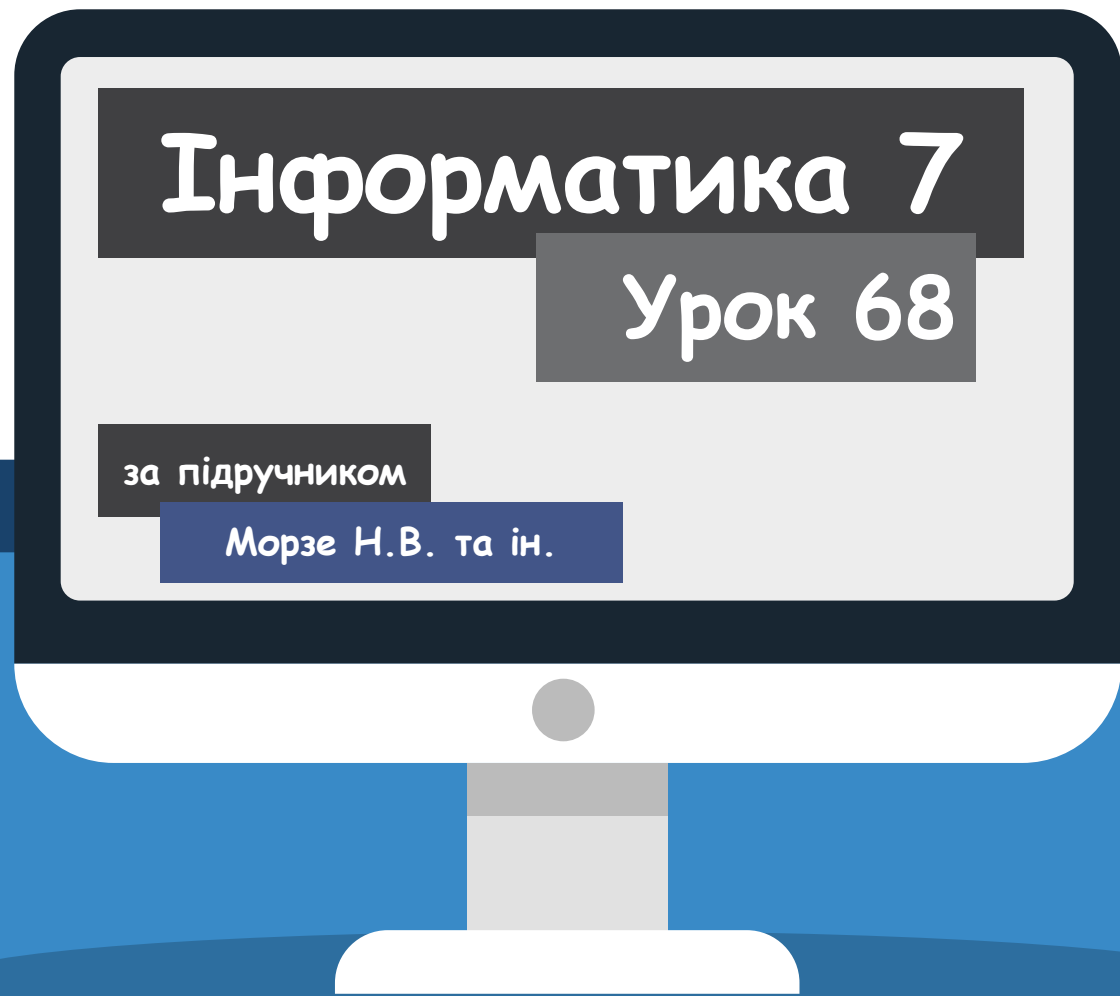 Інформатика 7
Урок 68
за підручником
Морзе Н.В. та ін.